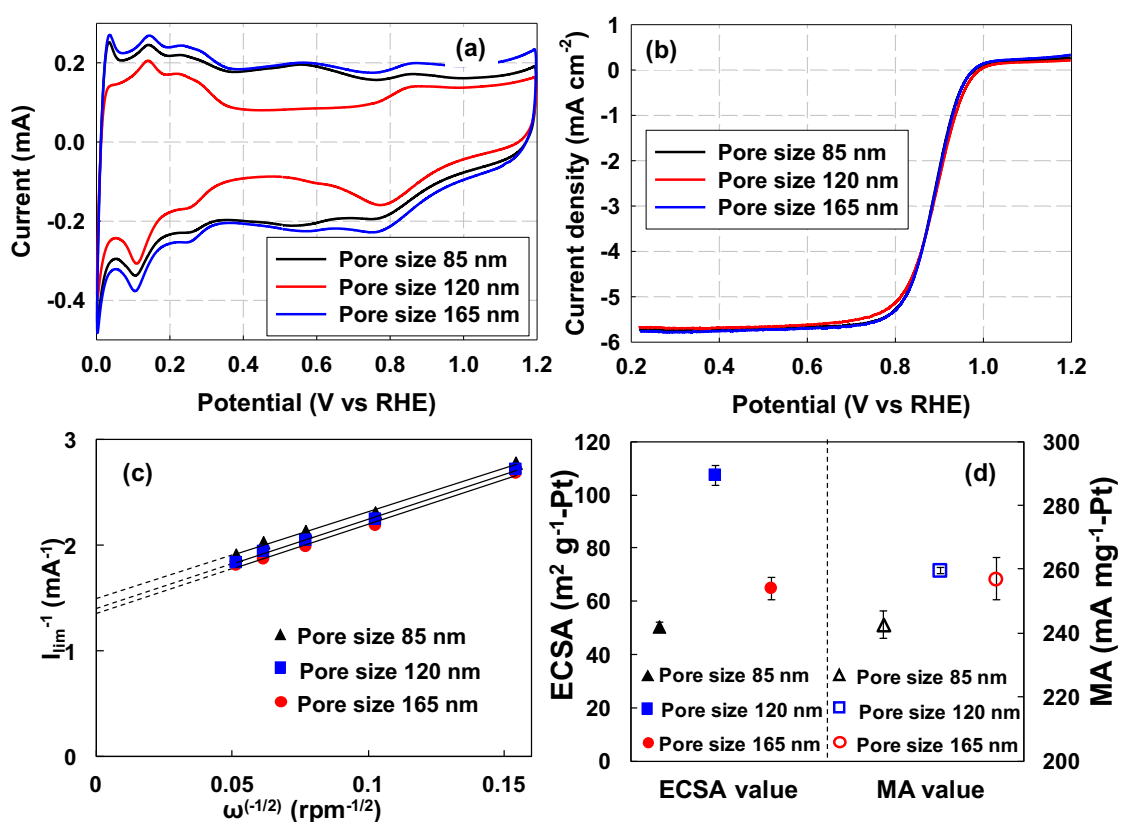 (a)
Current (mA)
0.2
0.0
-0.2
-0.4
Pore size 85 nm
Pore size 120 nm
Pore size 165 nm
0.0 0.2 0.4 0.6 0.8 1.0 1.2
Potential (V vs RHE)
(b)
Current density (mA cm-2)
1
0
-1
-2
-3
-4
-5
-6
Pore size 85 nm
Pore size 120 nm
Pore size 165 nm
0.2 0.4 0.6 0.8 1.0 1.2
Potential (V vs RHE)
(c)
Ilim-1 (mA-1)
3
2
1
0
Pore size 85 nm
Pore size 120 nm
Pore size 165 nm
0 0.05 0.1 0.15
ω(-1/2) (rpm-1/2)
(d)
ECSA (m2 g-1-Pt)
120
100
80
60
40
20
0
Pore size 85 nm
Pore size 120 nm
Pore size 165 nm
Pore size 85 nm
Pore size 120 nm
Pore size 165 nm
300
280
260
240
220
200
MA (mA mg-1-Pt)
ECSA value MA value